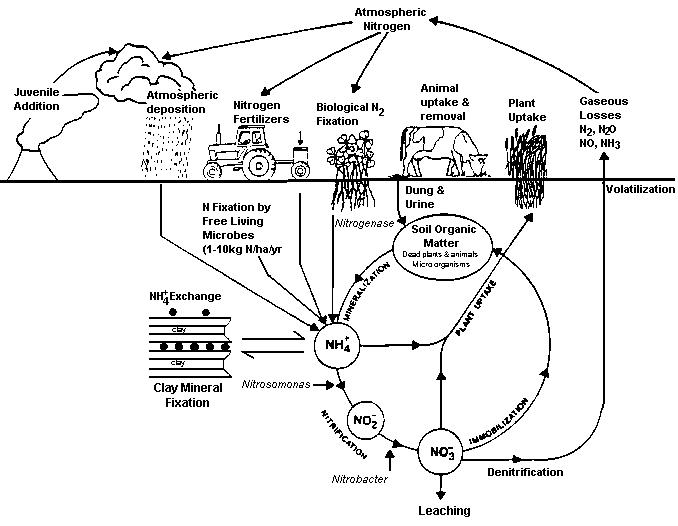 Atmospheric
Nitrogen
Juvenile
Addition
Atmospheric
deposition
Nitrogen
Fertilizers
Biological N₂
Fixation
Animal
uptake &
removal
Plant
Uptake
Gaseous
Losses
N₂, N₂O
NO, NH₃
Volatilization
Dung &
Urine
N Fixation by
Free Living
Microbes
(1-10kg N/ha/yr
Nitrogenase
Soil Organic
Matter
Dead plants & animals
Micro organisms
MINERALIZATION
PLANT UPTAKE
NH₄⁺ Exchange
clay
clay
Clay Mineral
Fixation
NH₄⁺
Nitrosomonas
NO₂⁻
NITRIFICATION
IMMOBILIZATION
NO₃⁻
Nitrobacter
Denitrification
Leaching